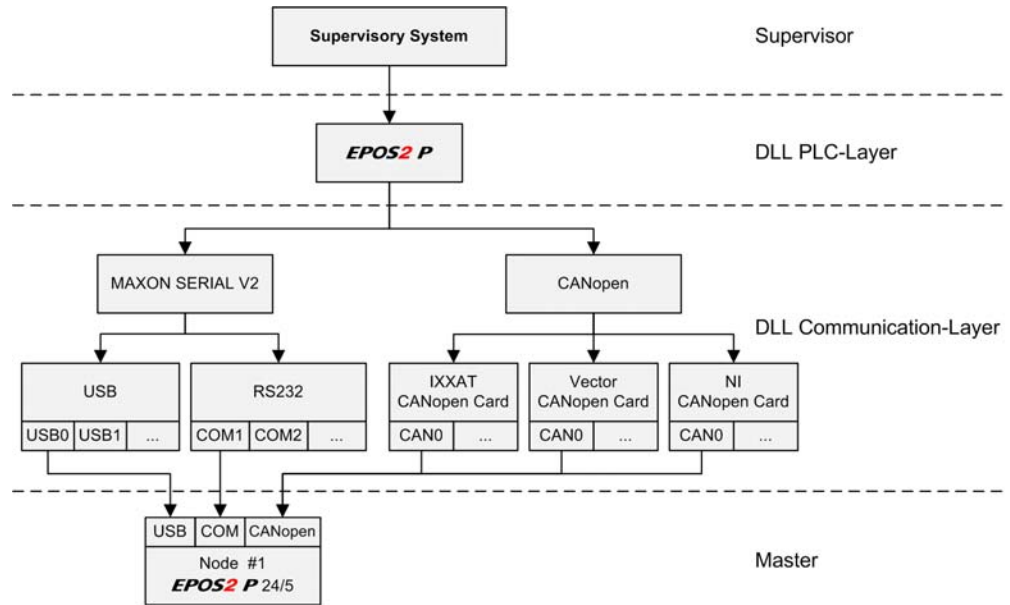 Supervisory System
Supervisor
EPOS2 P
DLL PLC-Layer
MAXON SERIAL V2
CANopen
DLL Communication-Layer
USB
RS232
IXXAT
CANopen Card
Vector
CANopen Card
NI
CANopen Card
USB0 USB1 ...
COM1 COM2 ...
CAN0 ...
CAN0 ...
CAN0 ...
USB COM CANopen
Node #1
EPOS2 P 24/5
Master